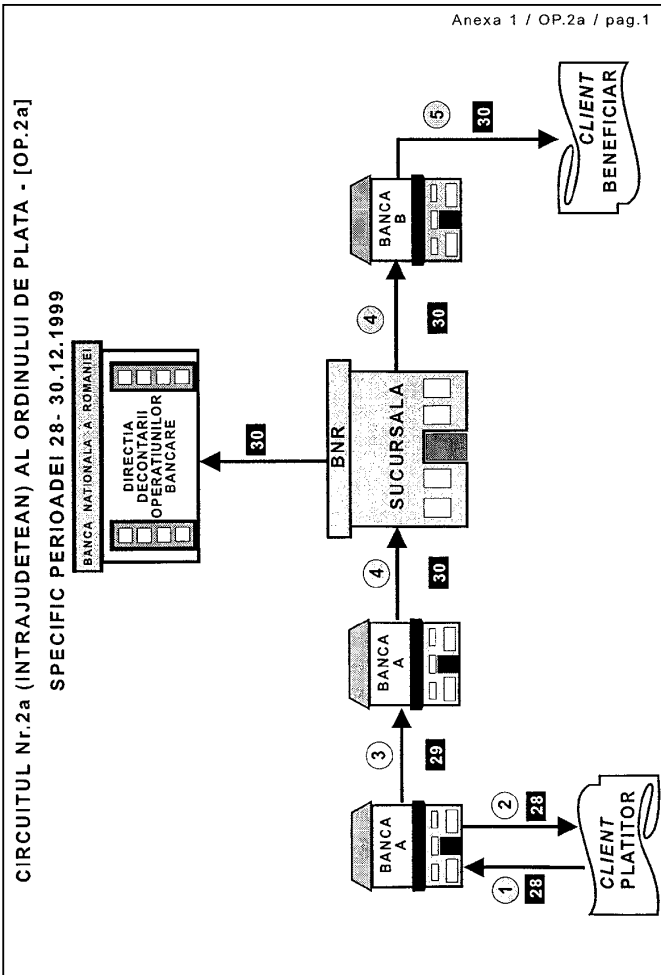 Anexa 1 / OP.2a / pag.1
CIRCUITUL Nr.2a (INTRAJUDETEAN) AL ORDINULUI DE PLATA - [OP.2a]
SPECIFIC PERIOADEI 28- 30.12.1999
BANCA NATIONALA A ROMANIEI
DIRECTIA
DECONTARII
OPERATIUNILOR
BANCARE
30
BNR
SUCURSALA
BANCA
A
3
29
BANCA
A
4
30
4
30
BANCA
B
5
30
1
28
2
28
CLIENT
PLATITOR
CLIENT
BENEFICIAR